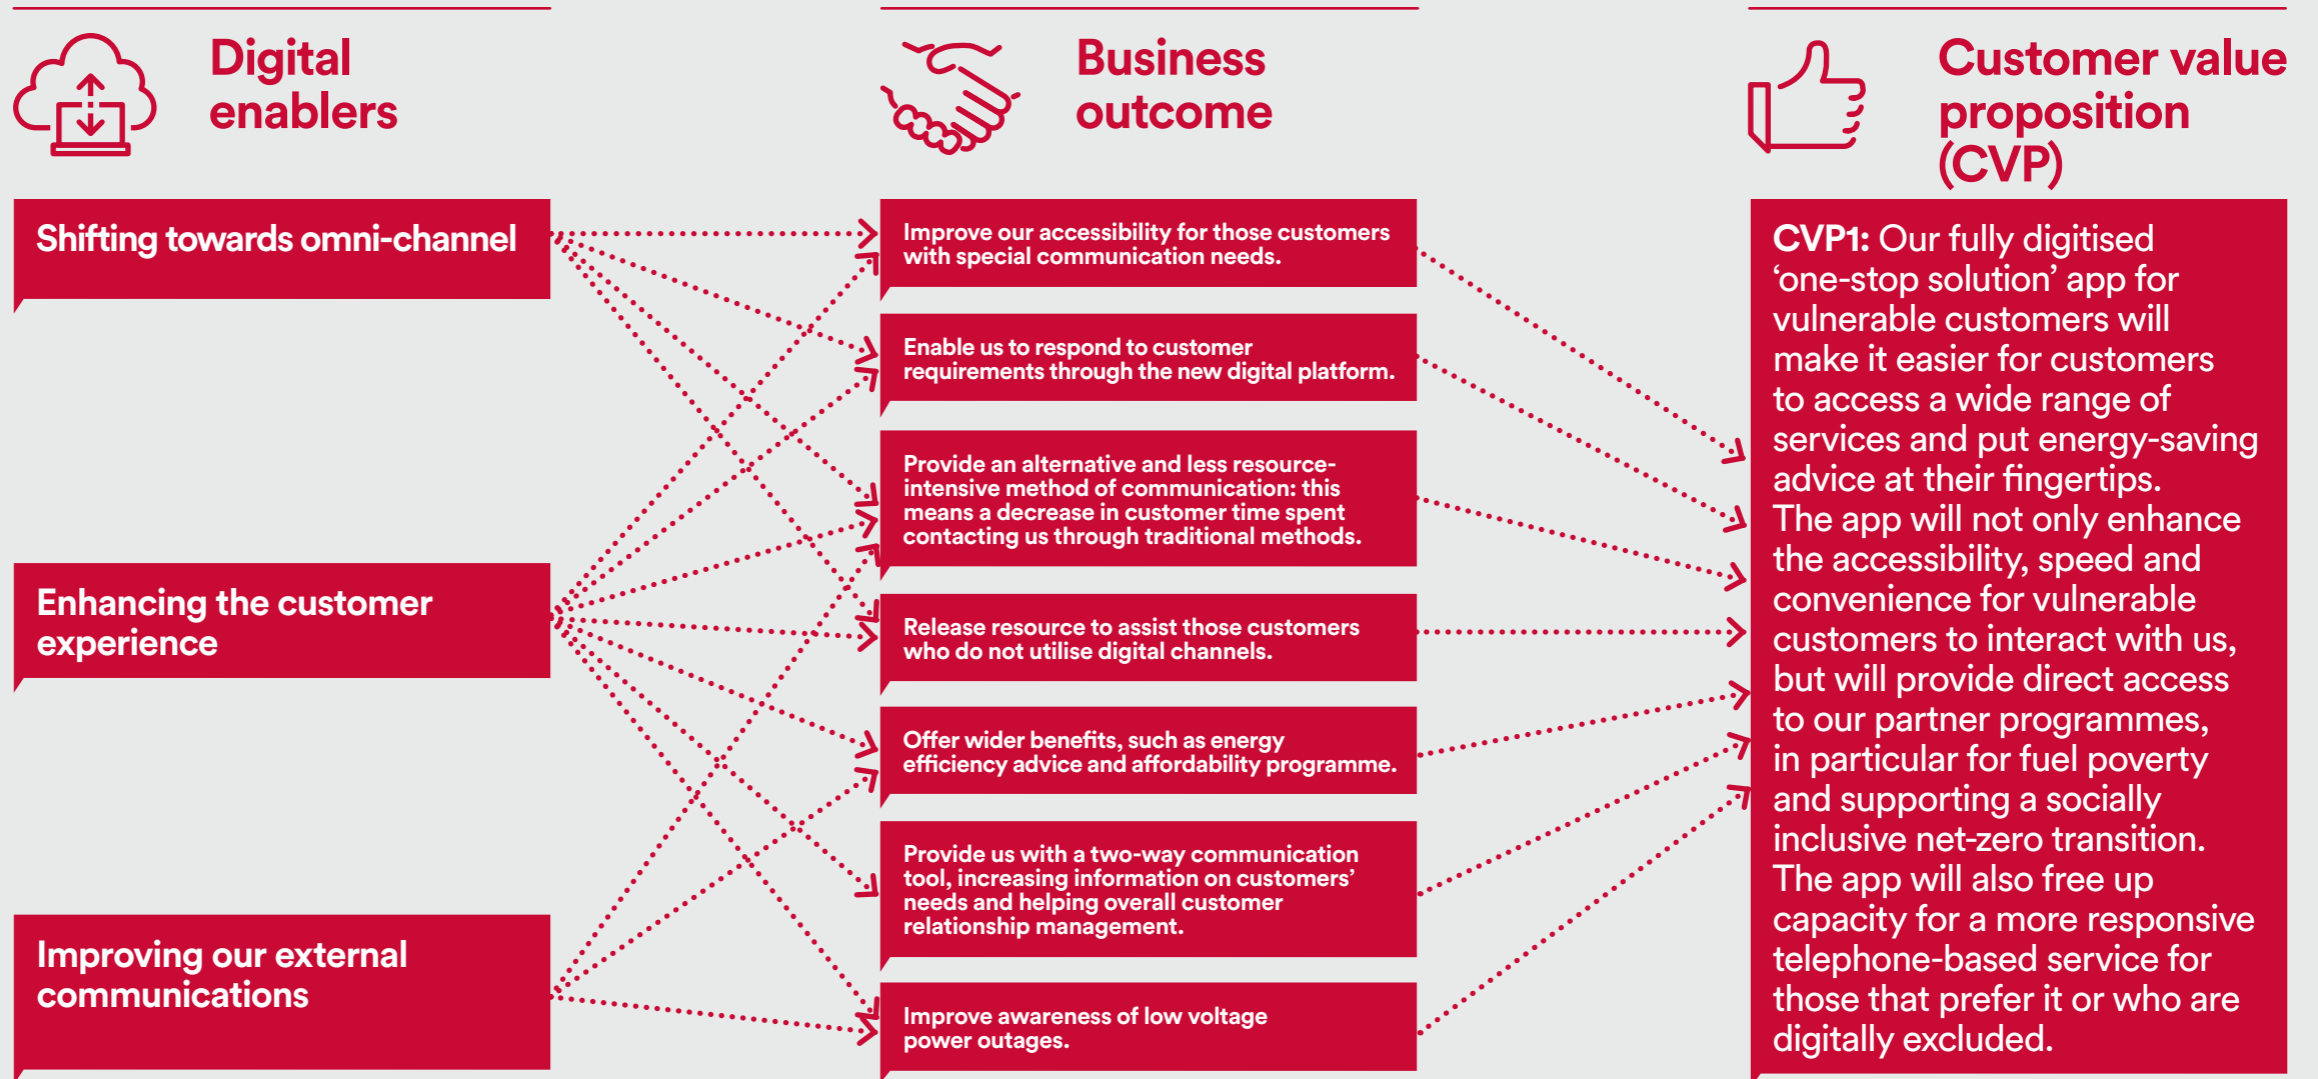 Digital
enablers
Shifting towards omni-channel
Enhancing the customer
experience
Improving our external
communications
Business
outcome
Improve our accessibility for those customers
with special communication needs.
Enable us to respond to customer
requirements through the new digital platform.
Provide an alternative and less resource-
intensive method of communication: this
means a decrease in customer time spent
contacting us through traditional methods.
Release resource to assist those customers
who do not utilise digital channels.
Offer wider benefits, such as energy
efficiency advice and affordability programme.
Provide us with a two-way communication
tool, increasing information on customers’
needs and helping overall customer
relationship management.
Improve awareness of low voltage
power outages.
Customer value
proposition
(CVP)
CVP1: Our fully digitised
‘one-stop solution’ app for
vulnerable customers will
make it easier for customers
to access a wide range of
services and put energy-saving
advice at their fingertips.
The app will not only enhance
the accessibility, speed and
convenience for vulnerable
customers to interact with us,
but will provide direct access
to our partner programmes,
in particular for fuel poverty
and supporting a socially
inclusive net-zero transition.
The app will also free up
capacity for a more responsive
telephone-based service for
those that prefer it or who are
digitally excluded.